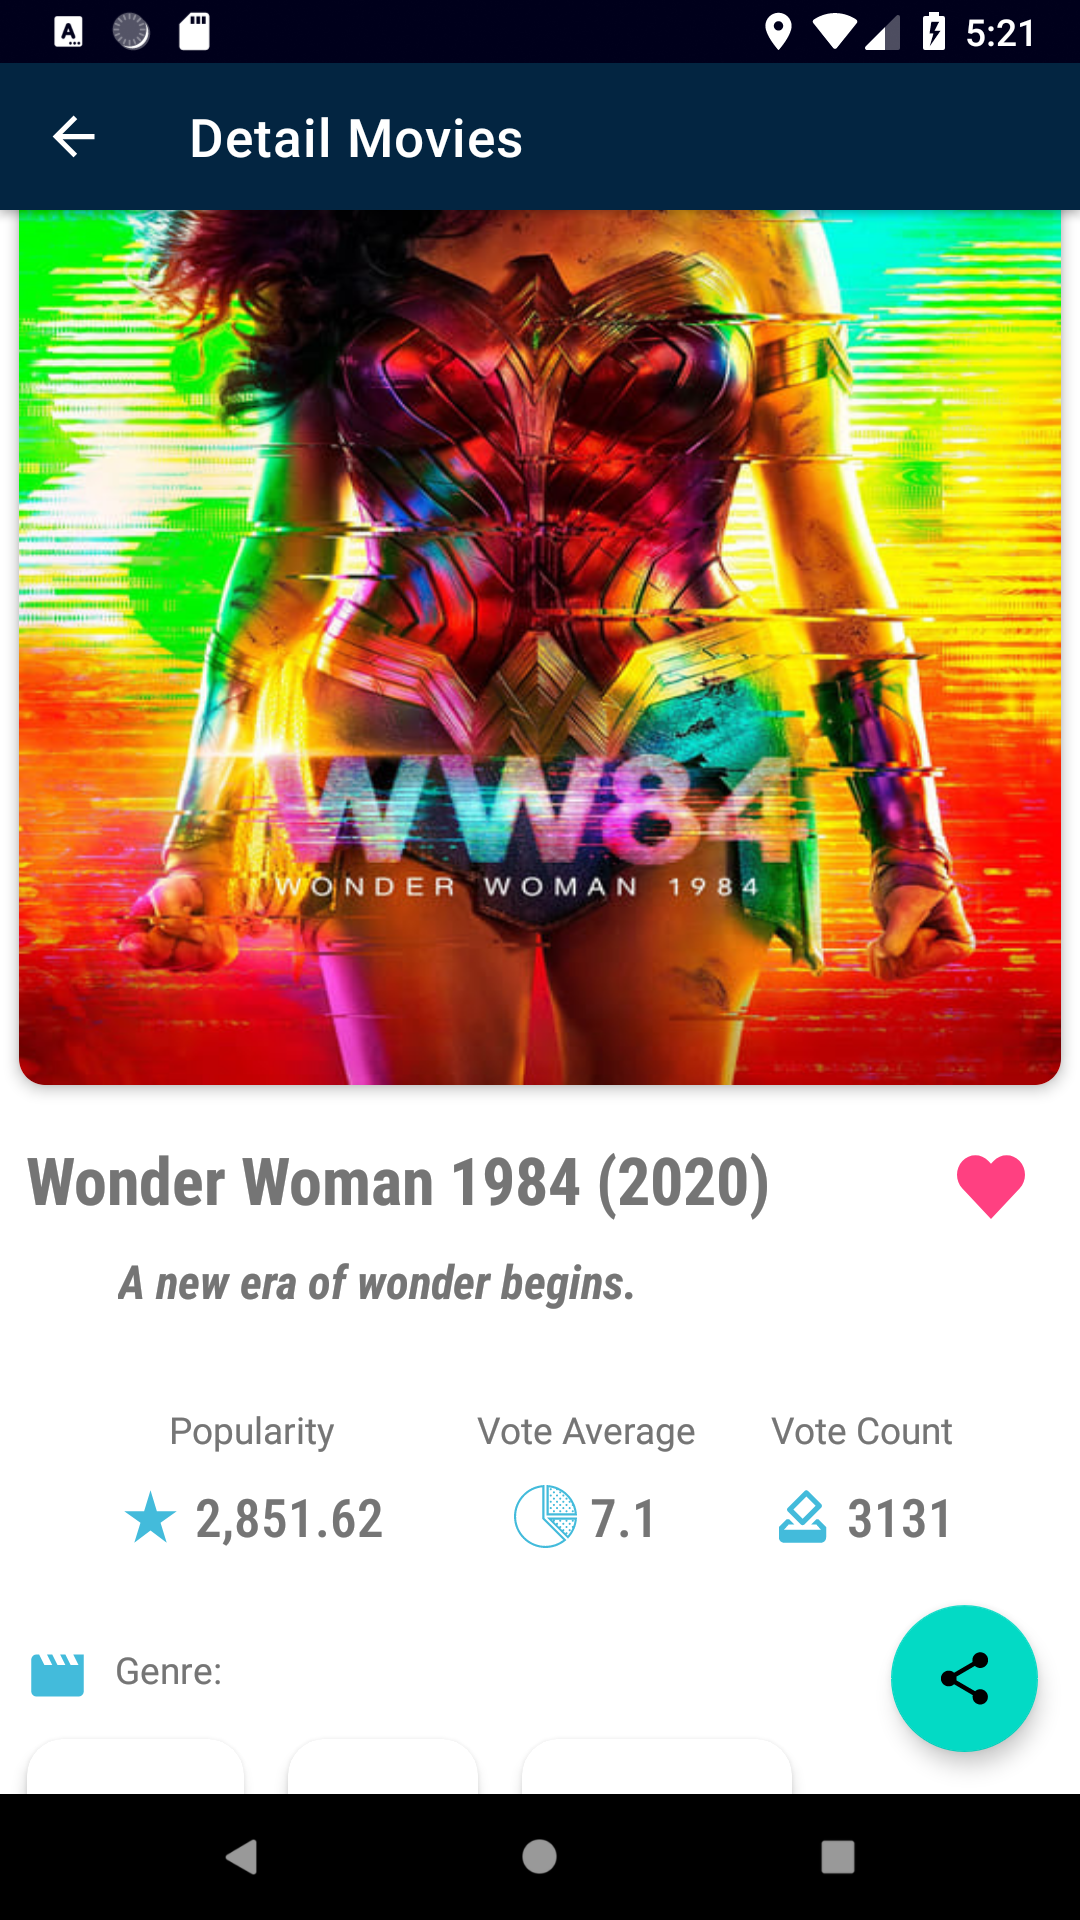 A
5:21
Detail Movies
WW84
WONDER WOMAN 1984
Wonder Woman 1984 (2020)
A new era of wonder begins.
Popularity
Vote Average
Vote Count
2,851.62
7.1
3131
Genre: